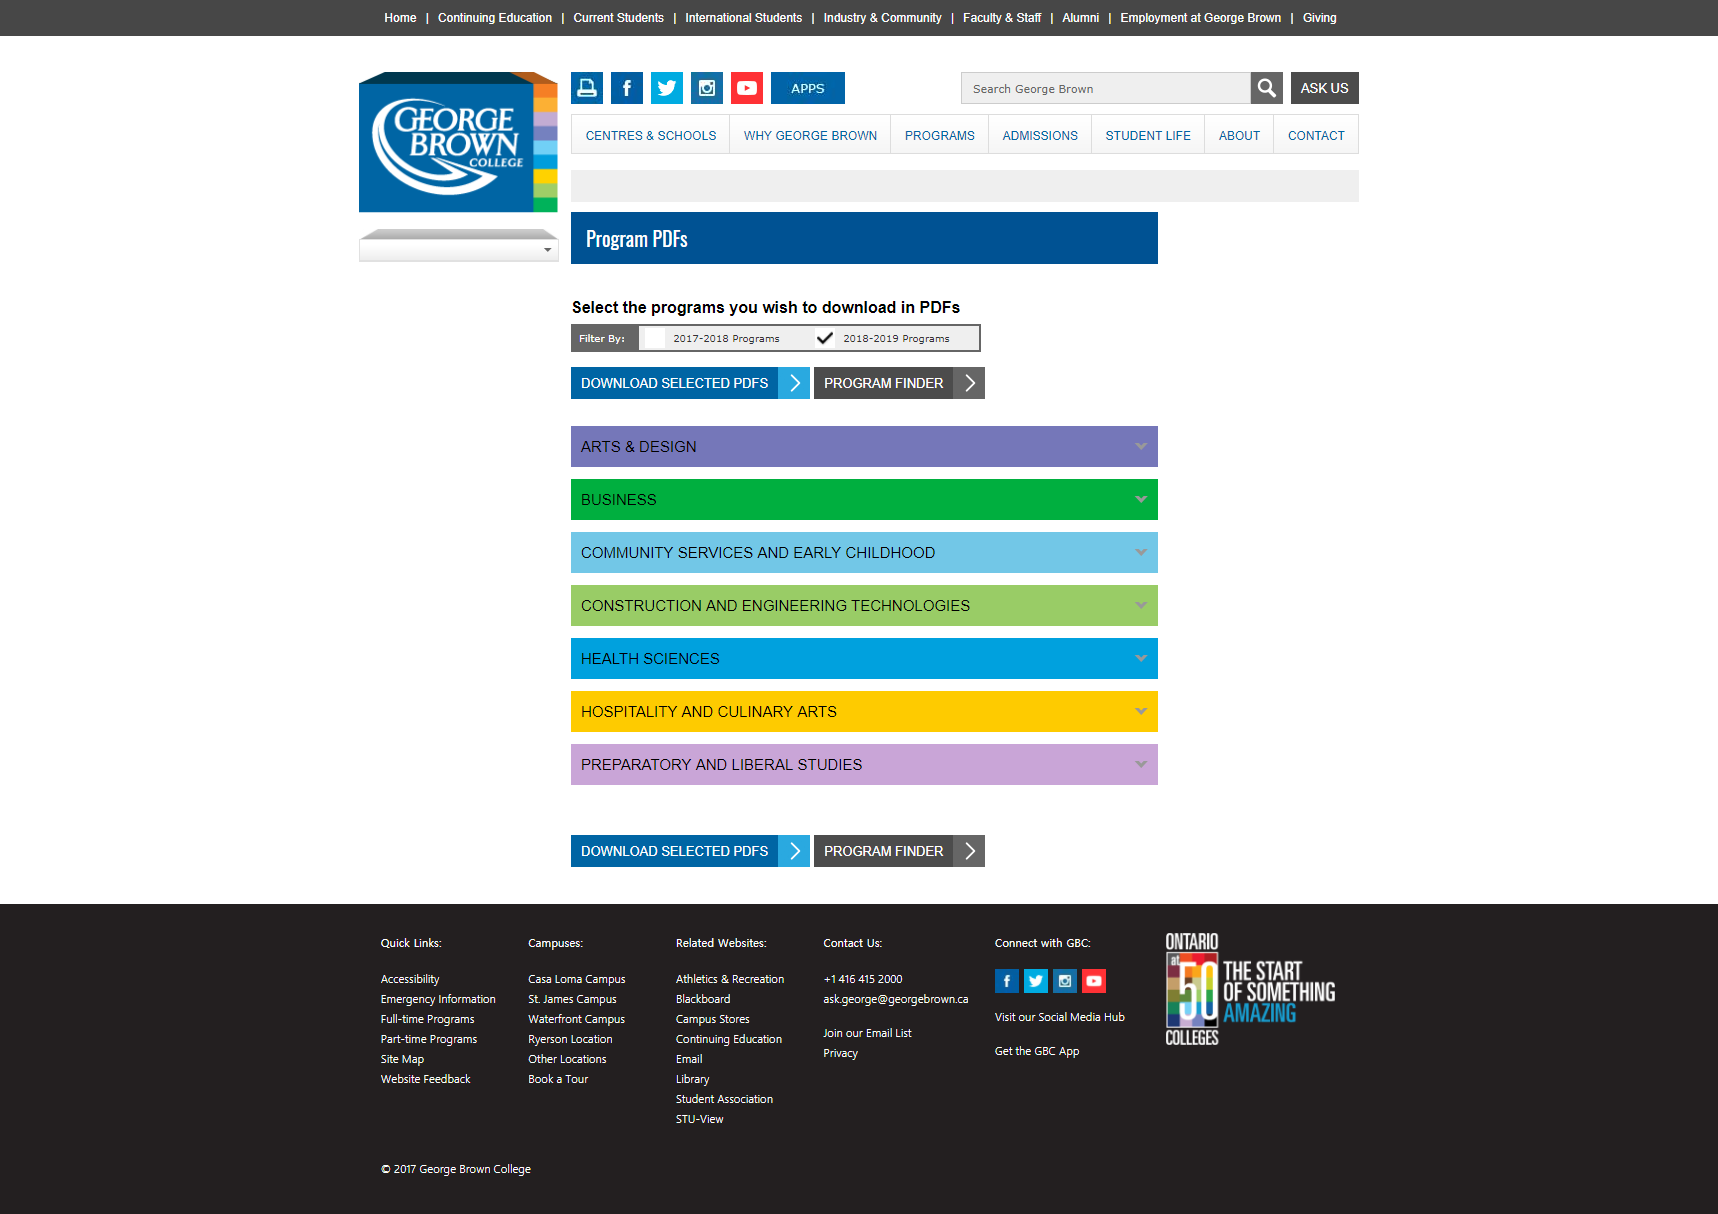 Home | Continuing Education | Current Students | International Students | Industry & Community | Faculty & Staff | Alumni | Employment at George Brown | Giving
GEORGE
BROWN
COLLEGE
f
APPS
Search George Brown
ASK US
CENTRES & SCHOOLS
WHY GEORGE BROWN
PROGRAMS
ADMISSIONS
STUDENT LIFE
ABOUT
CONTACT
Program PDFs
Select the programs you wish to download in PDFs
Filter By:
2017-2018 Programs
2018-2019 Programs
DOWNLOAD SELECTED PDFS
PROGRAM FINDER
ARTS & DESIGN
BUSINESS
COMMUNITY SERVICES AND EARLY CHILDHOOD
CONSTRUCTION AND ENGINEERING TECHNOLOGIES
HEALTH SCIENCES
HOSPITALITY AND CULINARY ARTS
PREPARATORY AND LIBERAL STUDIES
DOWNLOAD SELECTED PDFS
PROGRAM FINDER
Quick Links:
Accessibility
Emergency Information
Full-time Programs
Part-time Programs
Site Map
Website Feedback
Campuses:
Casa Loma Campus
St. James Campus
Waterfront Campus
Ryerson Location
Other Locations
Book a Tour
Related Websites:
Athletics & Recreation
Blackboard
Campus Stores
Continuing Education
Email
Library
Student Association
STU-View
Contact Us:
+1 416 415 2000
ask.george@georgebrown.ca
Join our Email List
Privacy
Connect with GBC:
f
Visit our Social Media Hub
Get the GBC App
ONTARIO
at 50
COLLEGES
THE START
OF SOMETHING
AMAZING
© 2017 George Brown College